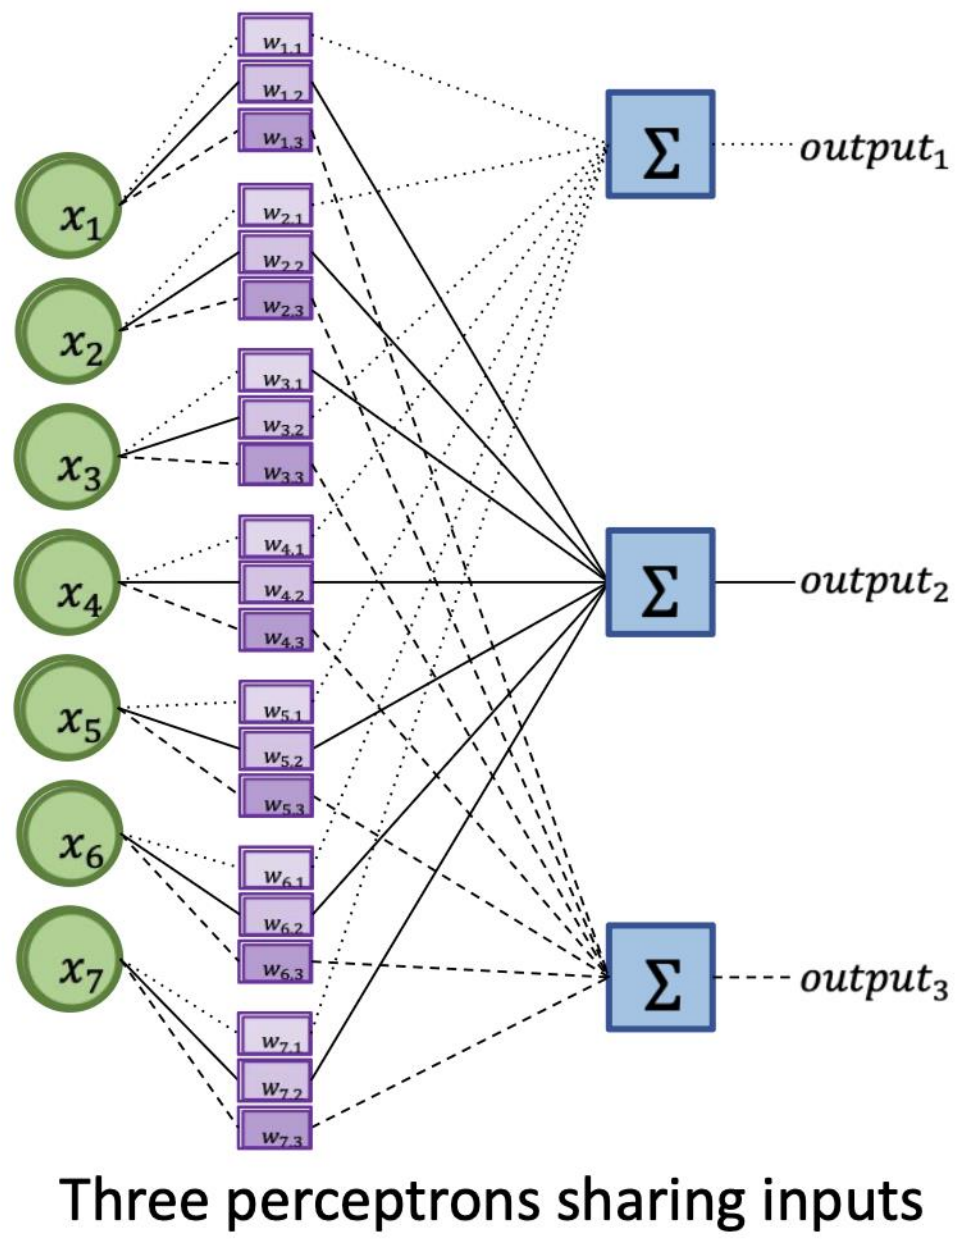 w₁,₁
w₁,₂
w₁,₃
x₁
w₂,₁
w₂,₂
w₂,₃
x₂
w₃,₁
w₃,₂
w₃,₃
x₃
w₄,₁
w₄,₂
w₄,₃
x₄
w₅,₁
w₅,₂
w₅,₃
x₅
w₆,₁
w₆,₂
w₆,₃
x₆
w₇,₁
w₇,₂
w₇,₃
x₇
Σ output₁
Σ output₂
Σ output₃
Three perceptrons sharing inputs